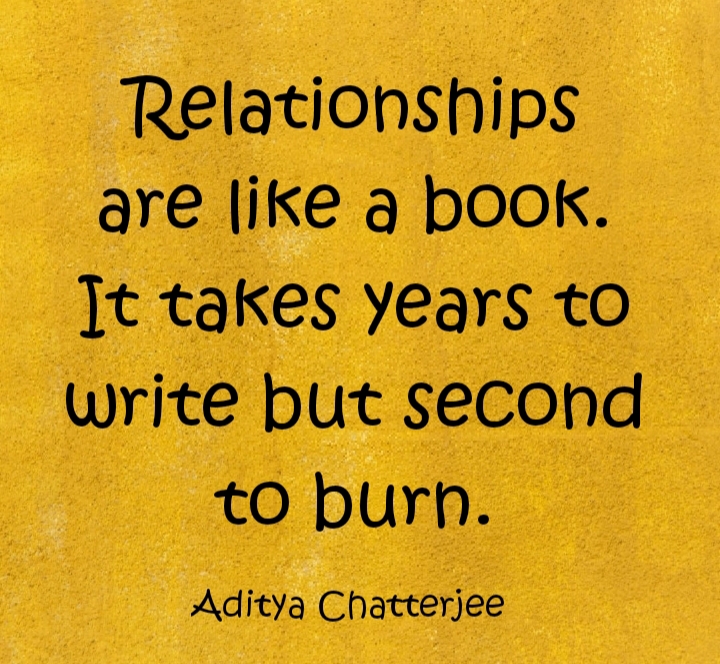 Relationships
are like a book.
It takes years to
write but second
to burn.
Aditya Chatterjee